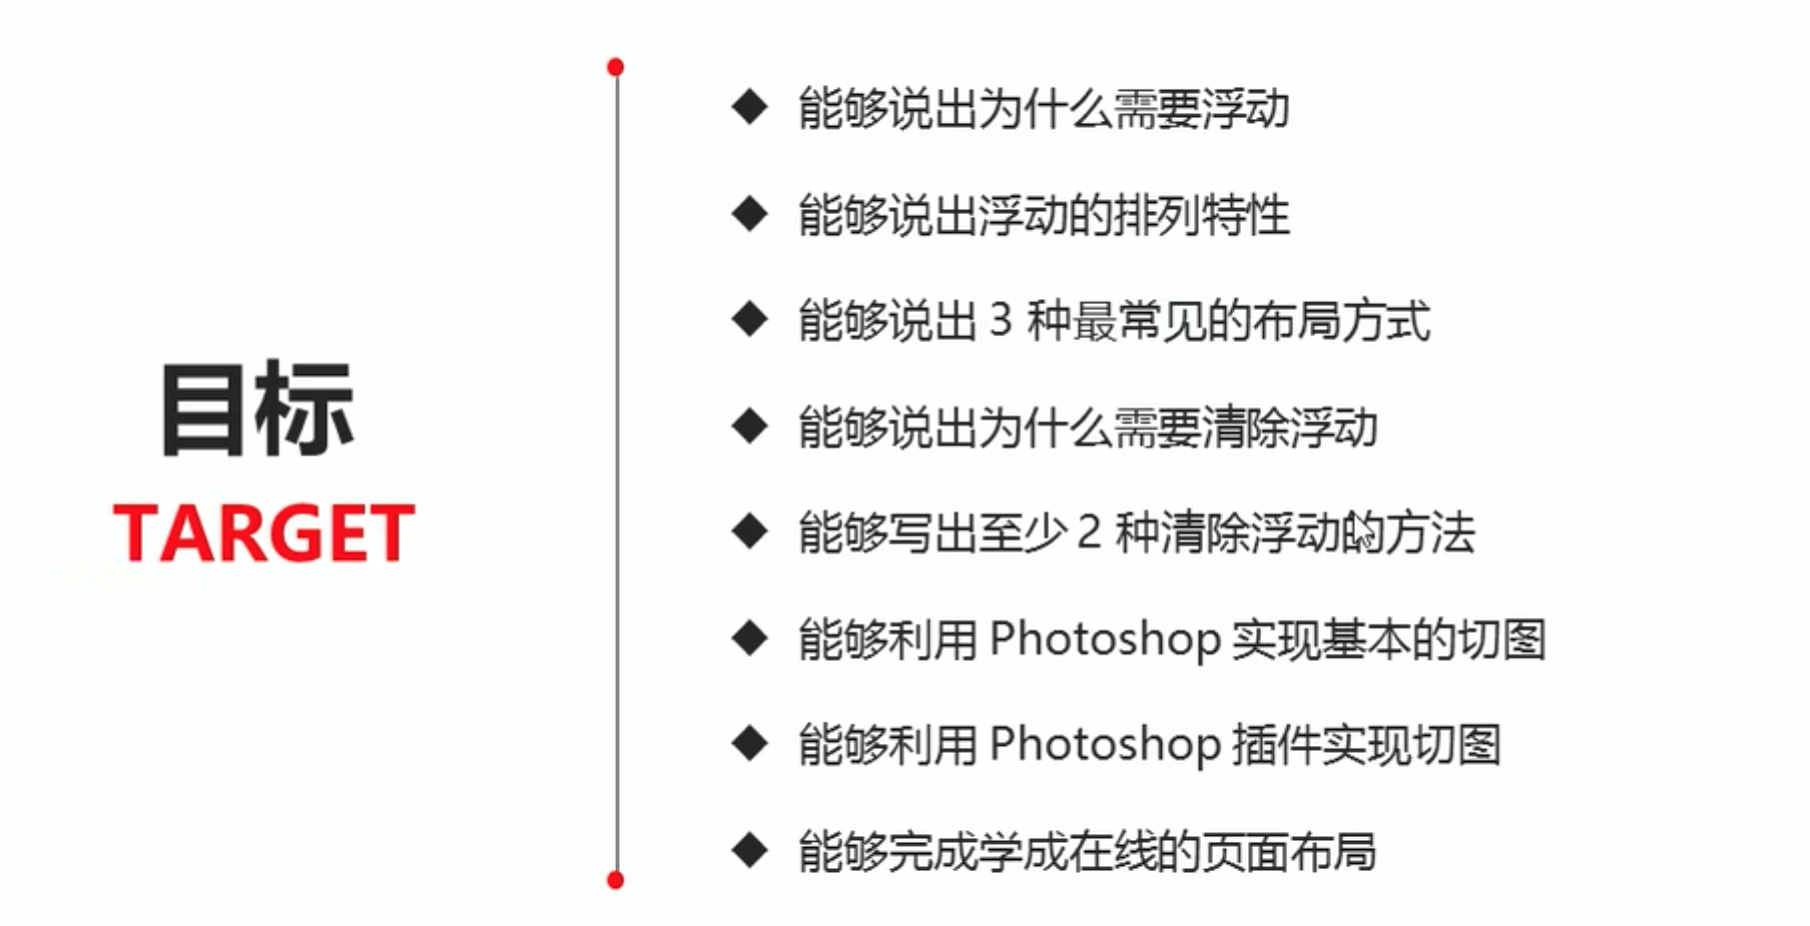 目标
TARGET
◆ 能够说出为什么需要浮动
◆ 能够说出浮动的排列特性
◆ 能够说出 3 种最常见的布局方式
◆ 能够说出为什么需要清除浮动
◆ 能够写出至少 2 种清除浮动的方法
◆ 能够利用 Photoshop 实现基本的切图
◆ 能够利用 Photoshop 插件实现切图
◆ 能够完成学成在线的页面布局